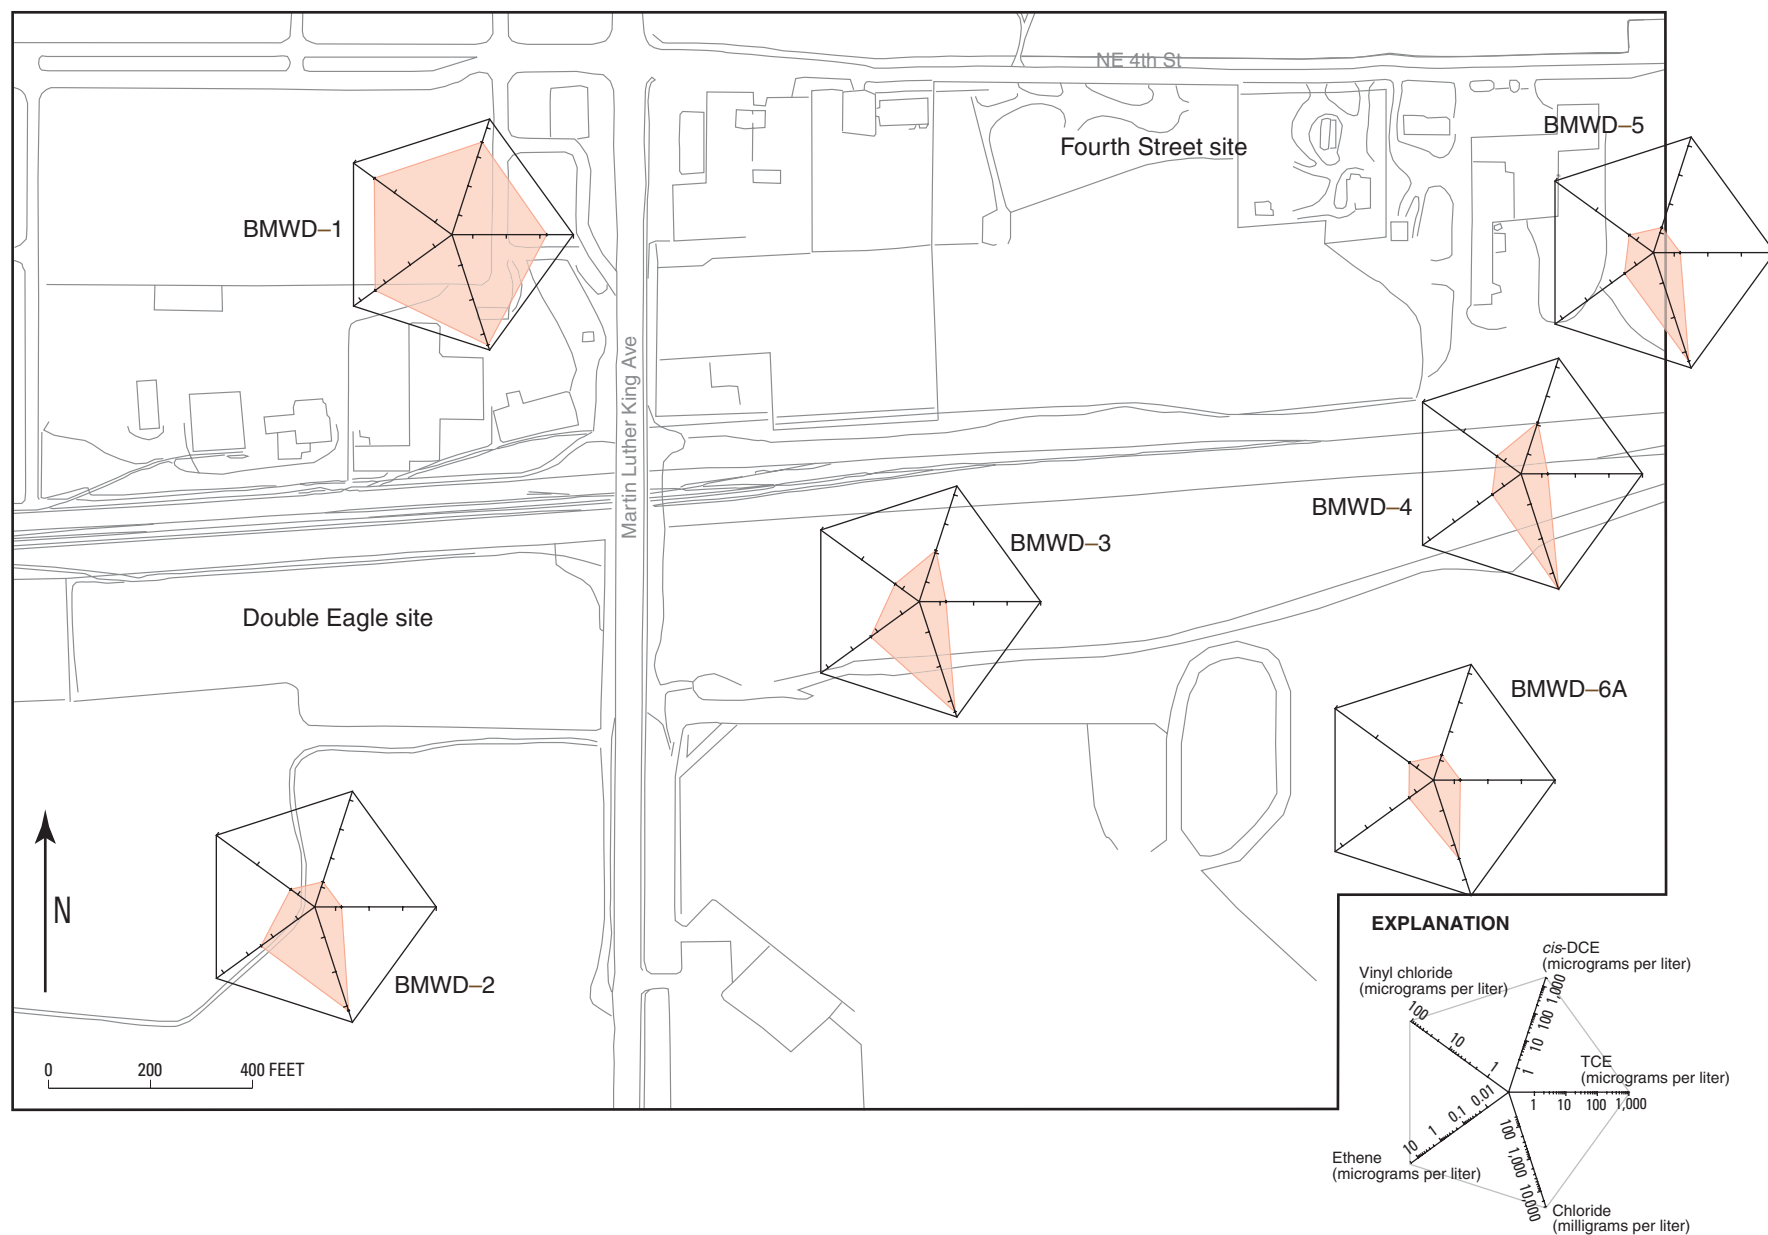 NE 4th St
BMWD–5
Fourth Street site
BMWD–1
Martin Luther King Ave
BMWD–4
BMWD–3
Double Eagle site
BMWD–6A
N
BMWD–2
0 200 400 FEET
EXPLANATION
cis-DCE
(micrograms per liter)
Vinyl chloride
(micrograms per liter)
100
10
1
1,000
100
10
1
TCE
(micrograms per liter)
1 10 100 1,000
0.01
0.1
1
10
Ethene
(micrograms per liter)
100
1,000
10,000
Chloride
(milligrams per liter)